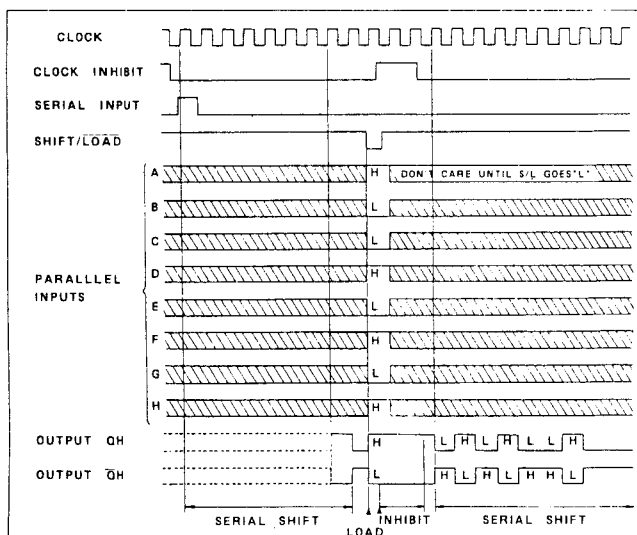 CLOCK
CLOCK INHIBIT
SERIAL INPUT
SHIFT/LOAD
A H DON'T CARE UNTIL S/L GOES"L"
B L
C L
D H
PARALLLEL
INPUTS
E L
F H
G L
H H
OUTPUT QH H L H L H L L H
OUTPUT QH L H L H L H H L
SERIAL SHIFT INHIBIT SERIAL SHIFT
LOAD